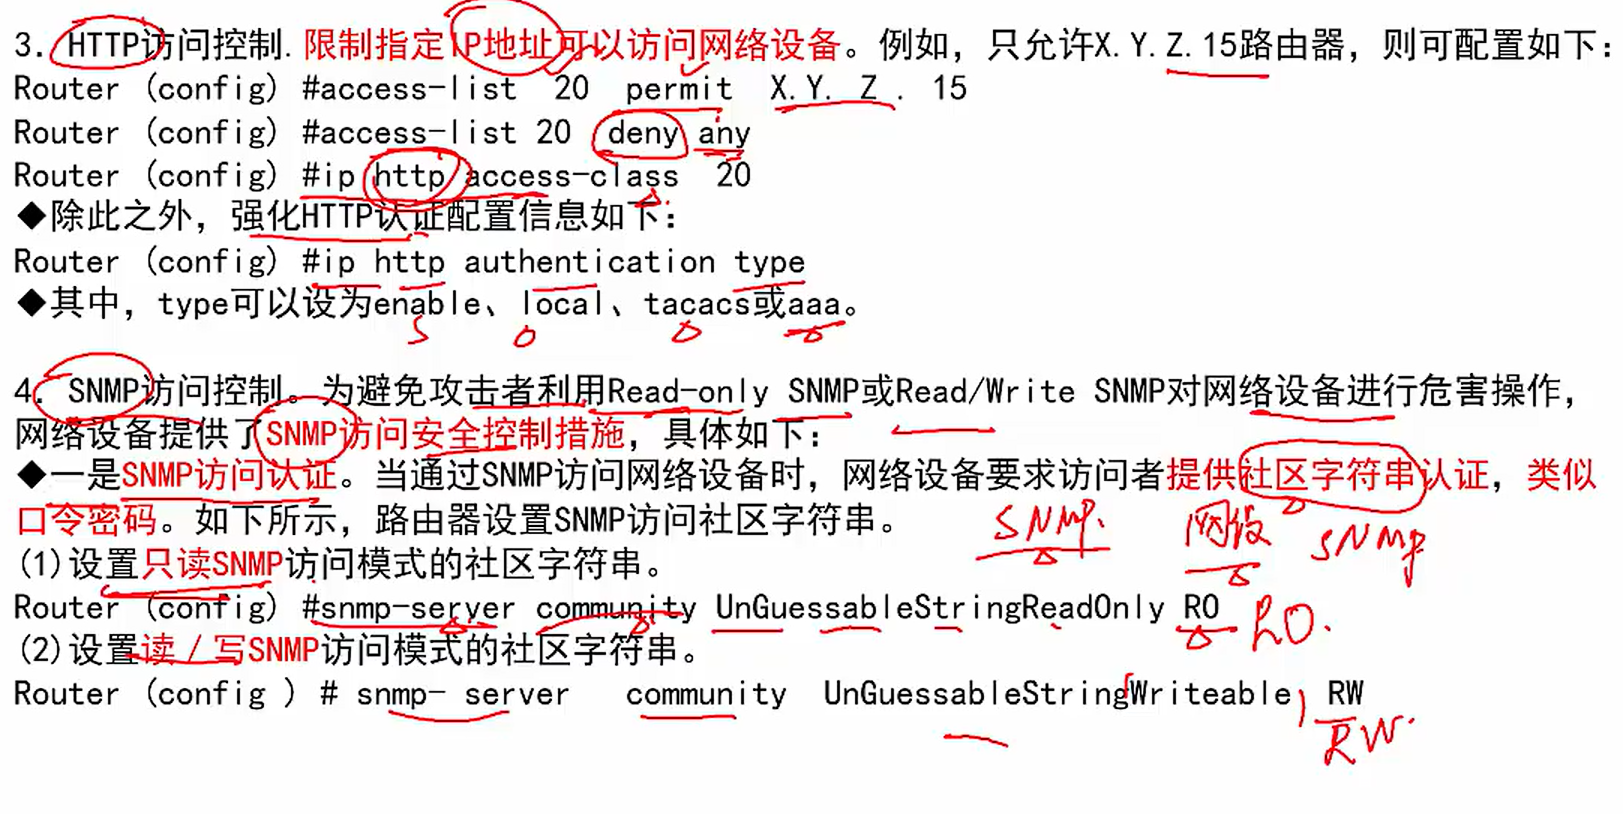 3. HTTP访问控制.限制指定IP地址可以访问网络设备。例如，只允许X.Y.Z.15路由器，则可配置如下：
Router (config) #access-list 20 permit X.Y. Z . 15
Router (config) #access-list 20 deny any
Router (config) #ip http access-class 20
◆除此之外，强化HTTP认证配置信息如下：
Router (config) #ip http authentication type
◆其中，type可以设为enable、local、tacacs或aaa。
4. SNMP访问控制。为避免攻击者利用Read-only SNMP或Read/Write SNMP对网络设备进行危害操作，
网络设备提供了SNMP访问安全控制措施，具体如下：
◆一是SNMP访问认证。当通过SNMP访问网络设备时，网络设备要求访问者提供社区字符串认证，类似
口令密码。如下所示，路由器设置SNMP访问社区字符串。
SNMP. 网设 SNMP
(1)设置只读SNMP访问模式的社区字符串。
Router (config) #snmp-server community UnGuessableStringReadOnly RO
RO.
(2)设置读/写SNMP访问模式的社区字符串。
Router (config ) # snmp- server community UnGuessableStringWriteable RW
RW.